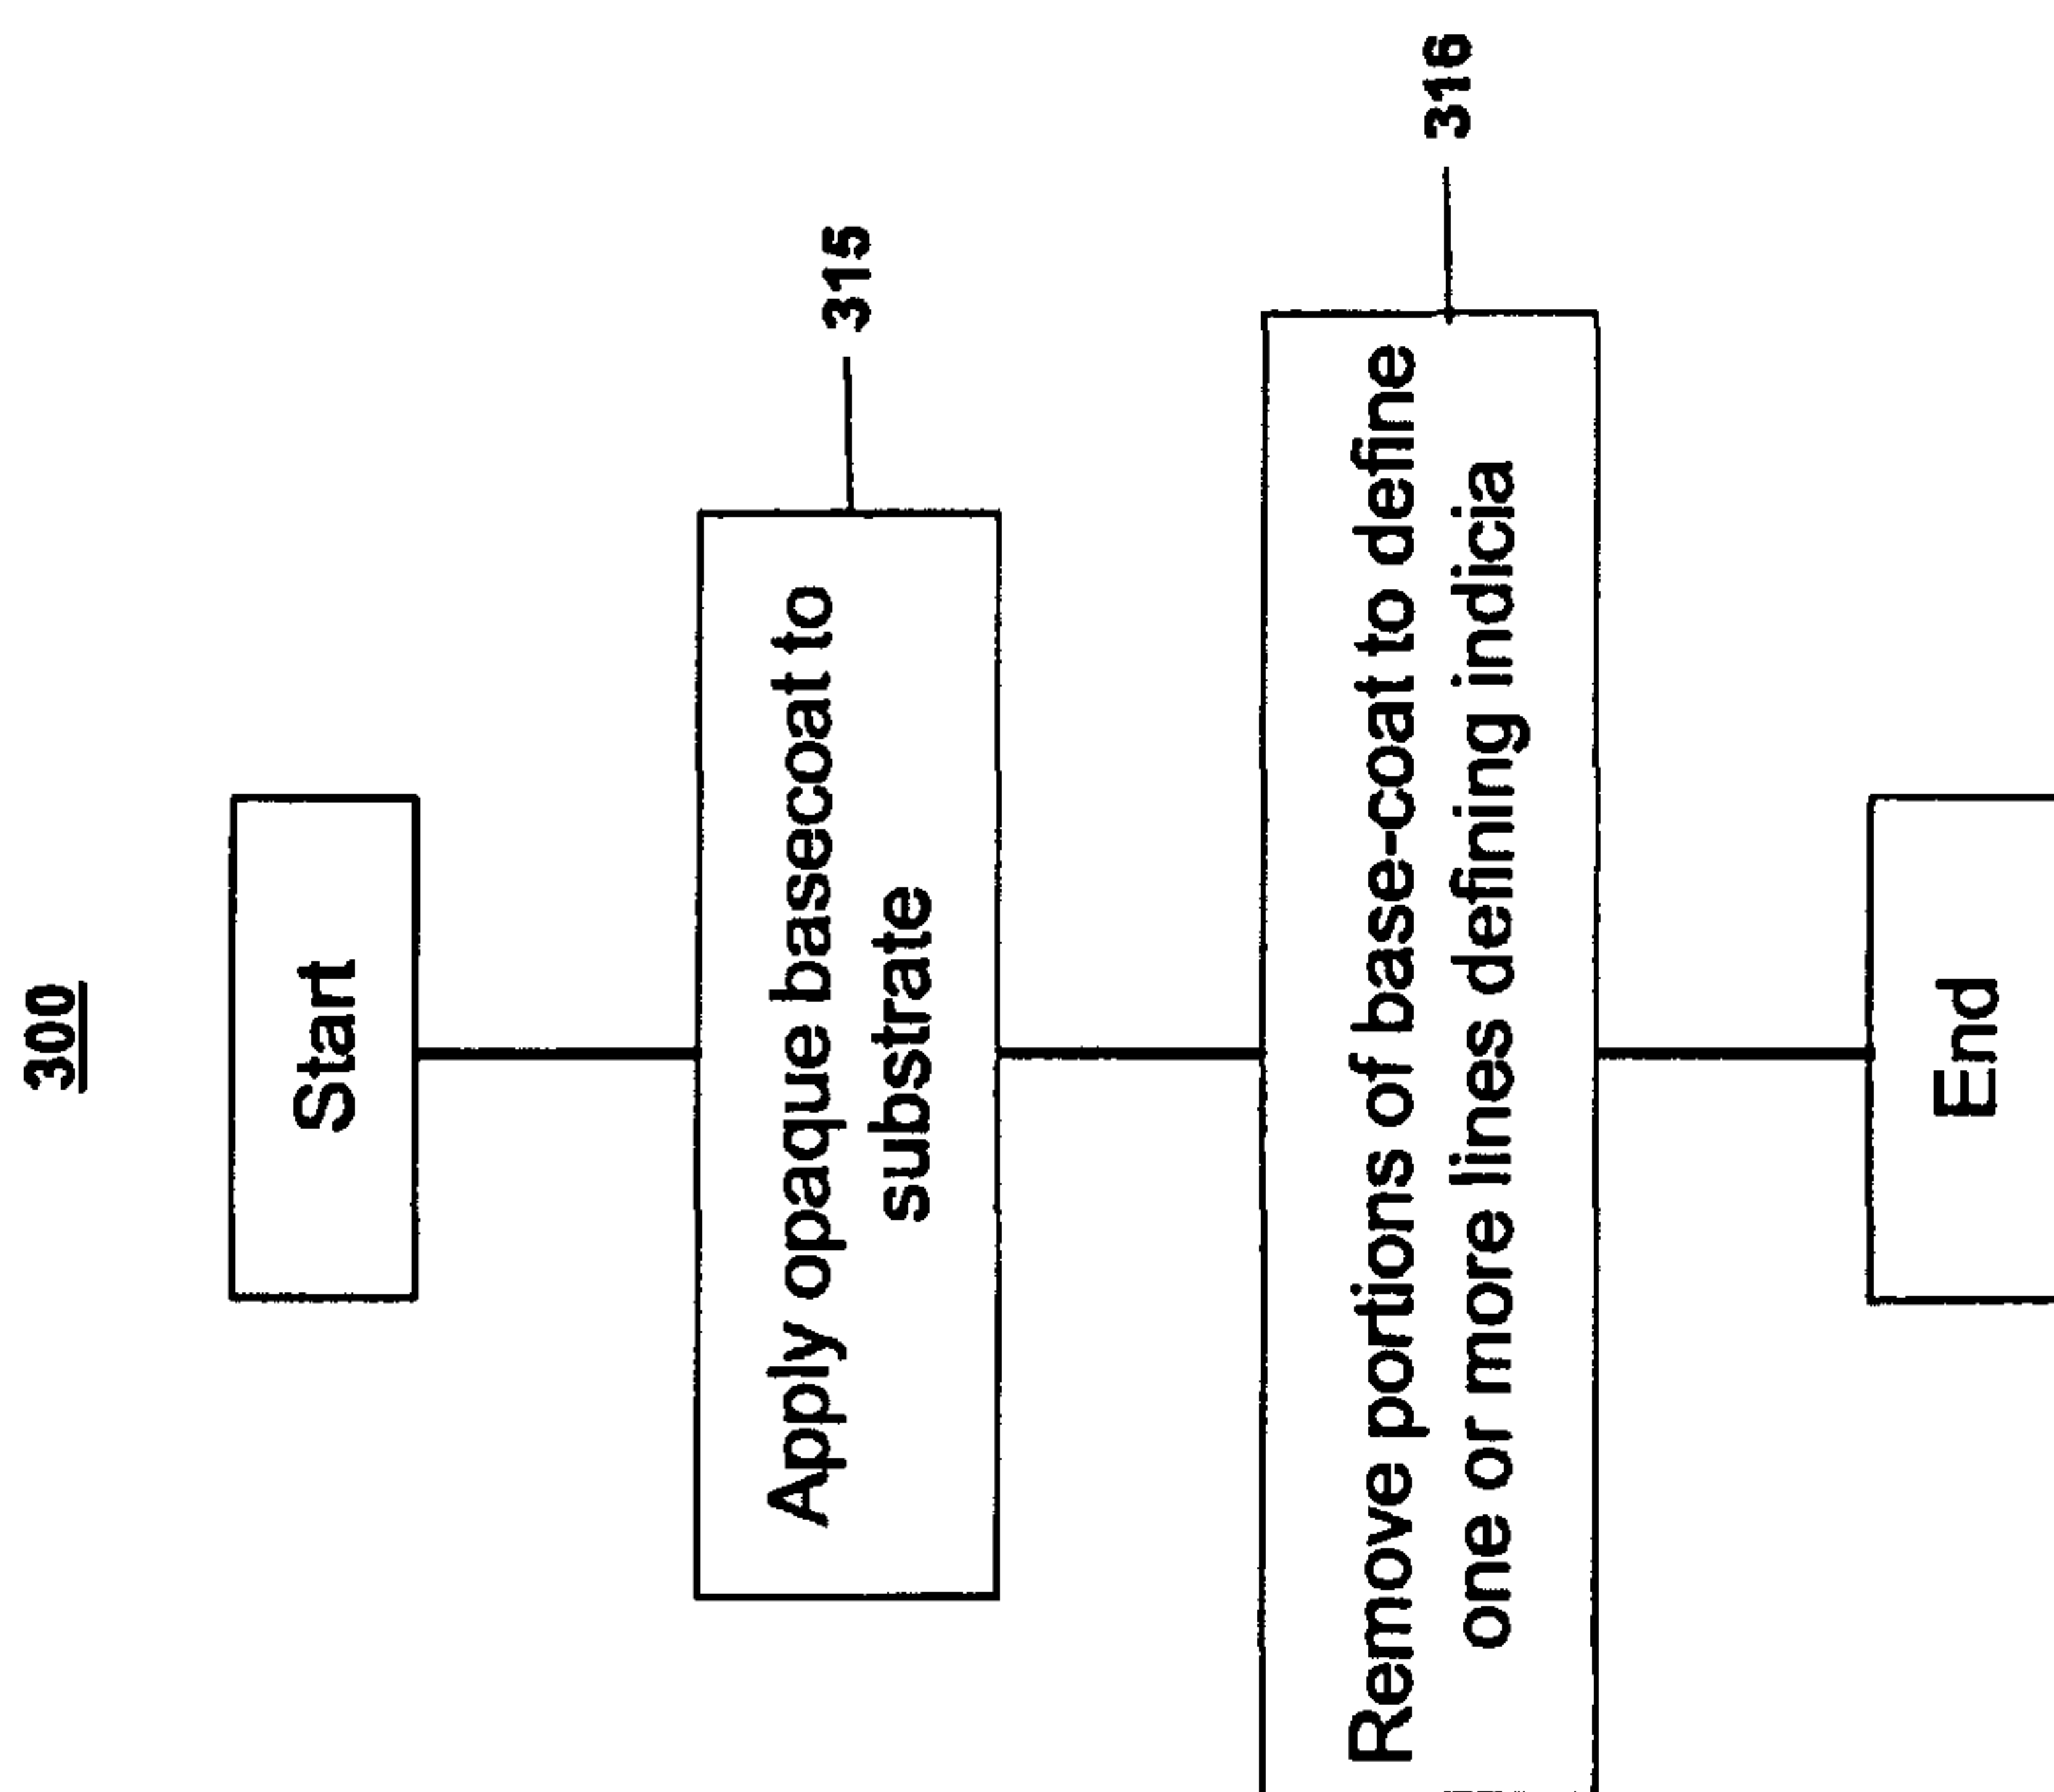 300
Start
Apply opaque basecoat to
substrate
315
Remove portions of base-coat to define
one or more lines defining indicia
316
End